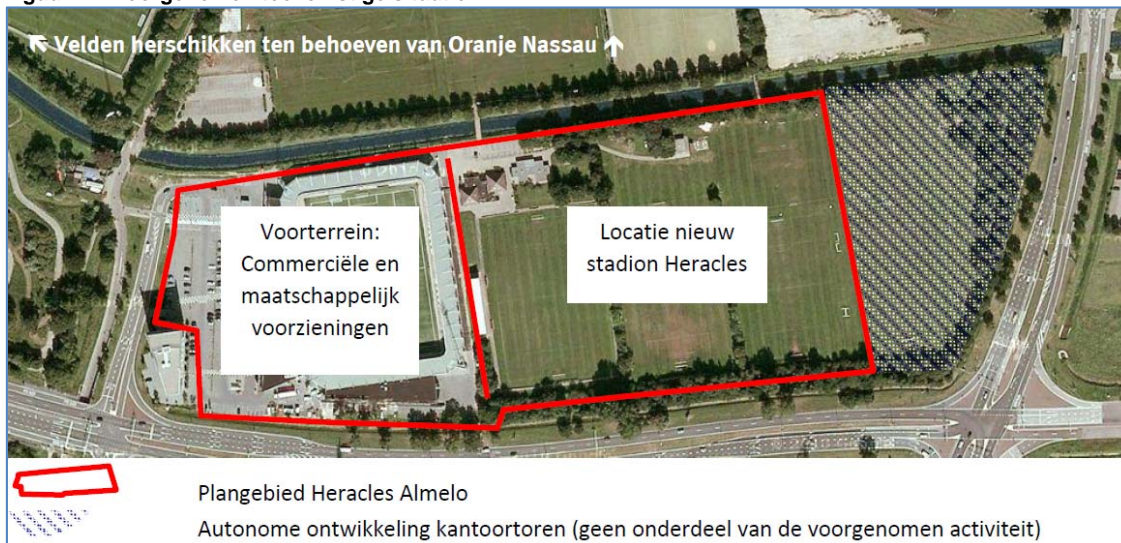 ↖ Velden herschikken ten behoeven van Oranje Nassau ↑
Voorterrein:
Commerciële en
maatschappelijk
voorzieningen
Locatie nieuw
stadion Heracles
Plangebied Heracles Almelo
Autonome ontwikkeling kantoortoren (geen onderdeel van de voorgenomen activiteit)